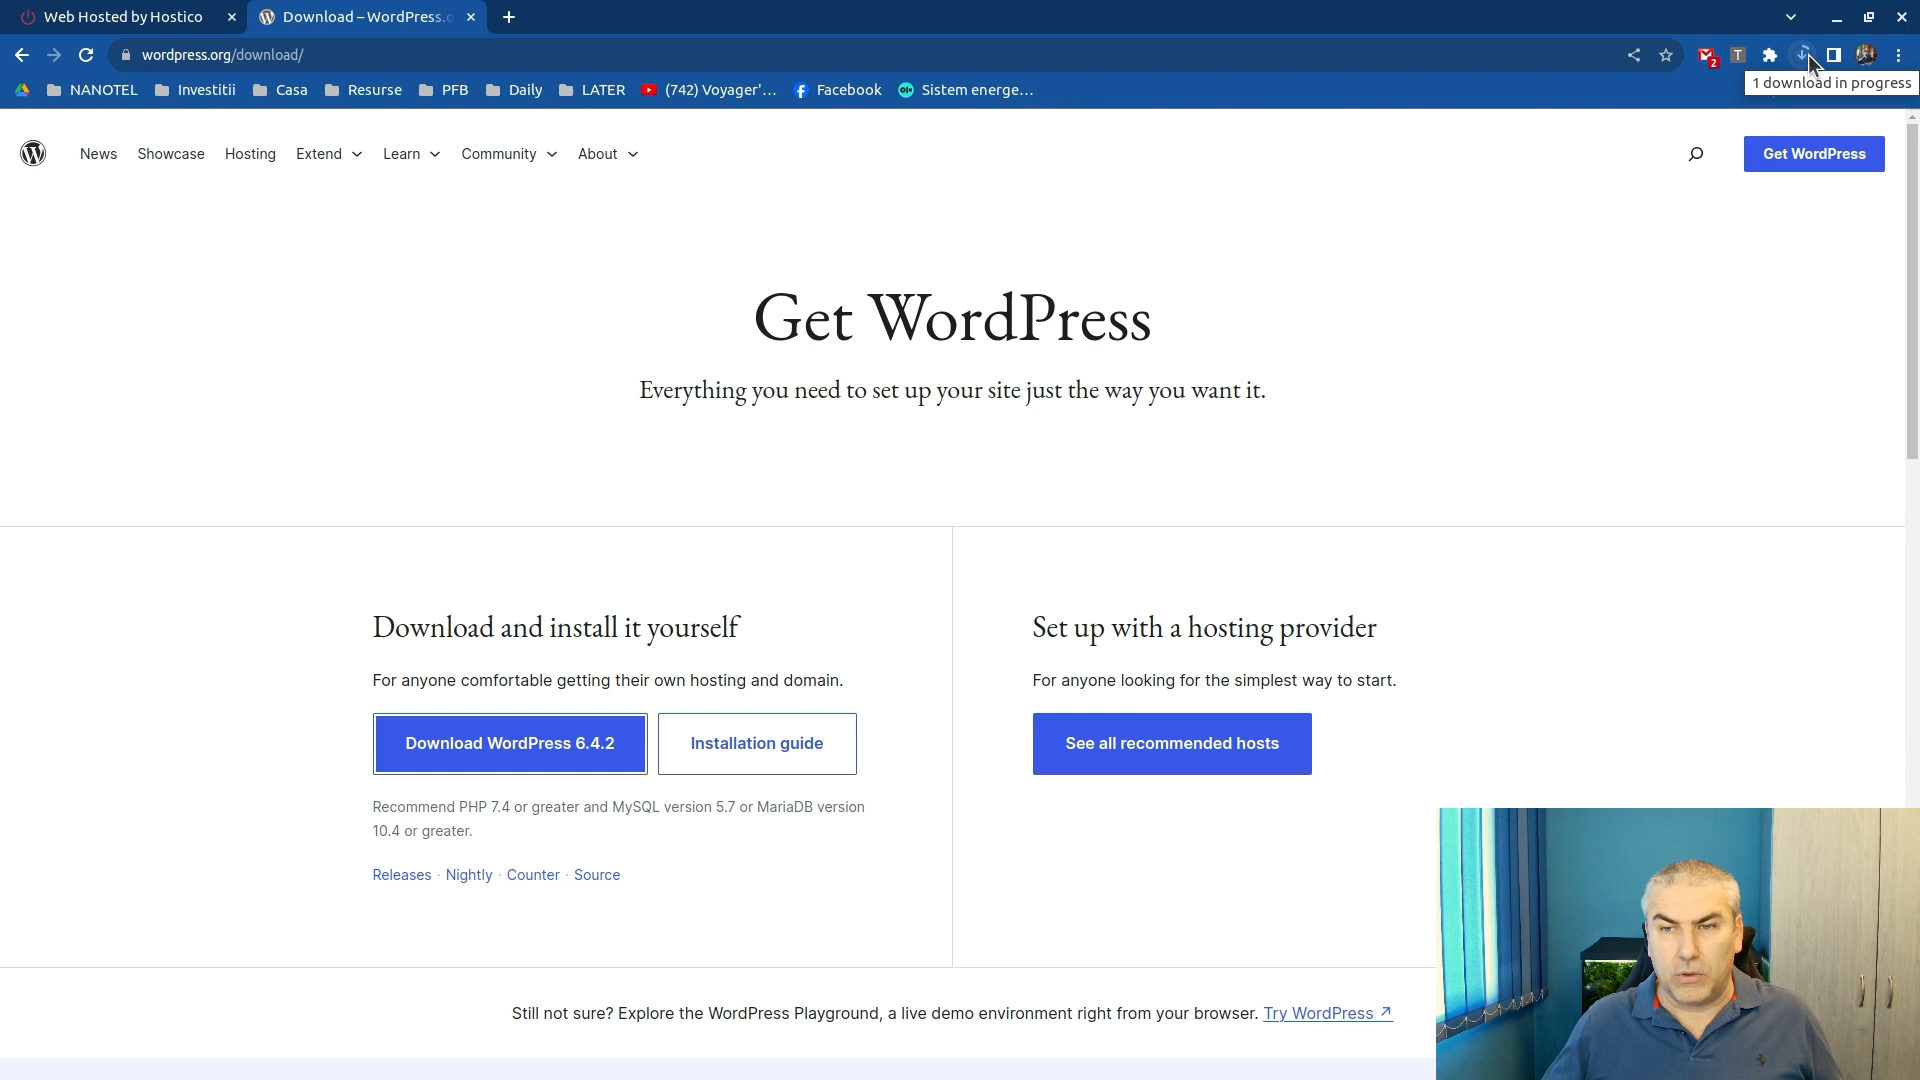 Web Hosted by Hostico
Download – WordPress.o
wordpress.org/download/
2
T
1 download in progress
NANOTEL
Investitii
Casa
Resurse
PFB
Daily
LATER
(742) Voyager'...
Facebook
Sistem energe...
News
Showcase
Hosting
Extend
Learn
Community
About
Get WordPress
Get WordPress
Everything you need to set up your site just the way you want it.
Download and install it yourself
For anyone comfortable getting their own hosting and domain.
Download WordPress 6.4.2
Installation guide
Recommend PHP 7.4 or greater and MySQL version 5.7 or MariaDB version
10.4 or greater.
Releases · Nightly · Counter · Source
Set up with a hosting provider
For anyone looking for the simplest way to start.
See all recommended hosts
Still not sure? Explore the WordPress Playground, a live demo environment right from your browser. Try WordPress ↗